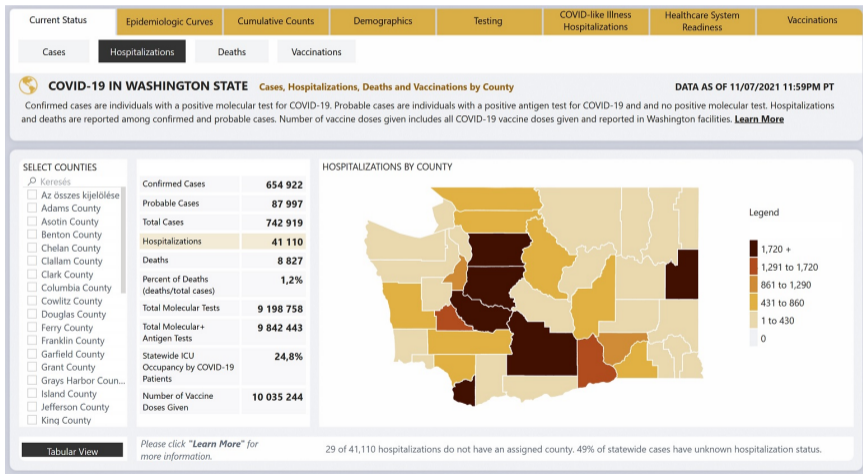 Current Status
Epidemiologic Curves
Cumulative Counts
Demographics
Testing
COVID-like Illness
Hospitalizations
Healthcare System
Readiness
Vaccinations
Cases
Hospitalizations
Deaths
Vaccinations
COVID-19 IN WASHINGTON STATE Cases, Hospitalizations, Deaths and Vaccinations by County DATA AS OF 11/07/2021 11:59PM PT
Confirmed cases are individuals with a positive molecular test for COVID-19. Probable cases are individuals with a positive antigen test for COVID-19 and and no positive molecular test. Hospitalizations
and deaths are reported among confirmed and probable cases. Number of vaccine doses given includes all COVID-19 vaccine doses given and reported in Washington facilities. Learn More
SELECT COUNTIES
Keresés
Az összes kijelölése
Adams County
Asotin County
Benton County
Chelan County
Clallam County
Clark County
Columbia County
Cowlitz County
Douglas County
Ferry County
Franklin County
Garfield County
Grant County
Grays Harbor Coun...
Island County
Jefferson County
King County
Tabular View
Confirmed Cases 654 922
Probable Cases 87 997
Total Cases 742 919
Hospitalizations 41 110
Deaths 8 827
Percent of Deaths
(deaths/total cases) 1,2%
Total Molecular Tests 9 198 758
Total Molecular+
Antigen Tests 9 842 443
Statewide ICU
Occupancy by COVID-19
Patients 24,8%
Number of Vaccine
Doses Given 10 035 244
Please click "Learn More" for
more information.
HOSPITALIZATIONS BY COUNTY
Legend
1,720 +
1,291 to 1,720
861 to 1,290
431 to 860
1 to 430
0
29 of 41,110 hospitalizations do not have an assigned county. 49% of statewide cases have unknown hospitalization status.